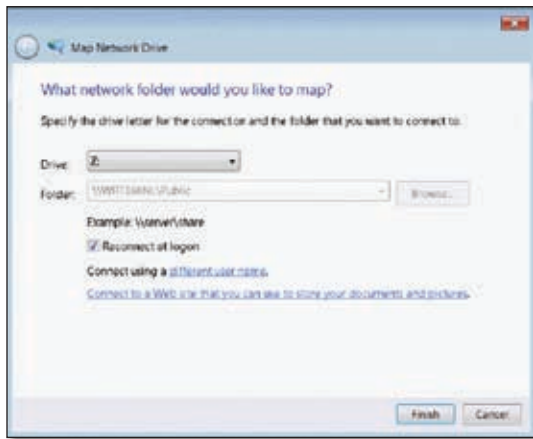 Map Network Drive
What network folder would you like to map?
Specify the drive letter for the connection and the folder that you want to connect to.
Drive: Z:
Folder: Browse...
Example: \\server\share
Reconnect at logon
Connect using a different user name.
Connect to a Web site that you can use to store your documents and pictures.
Finish Cancel